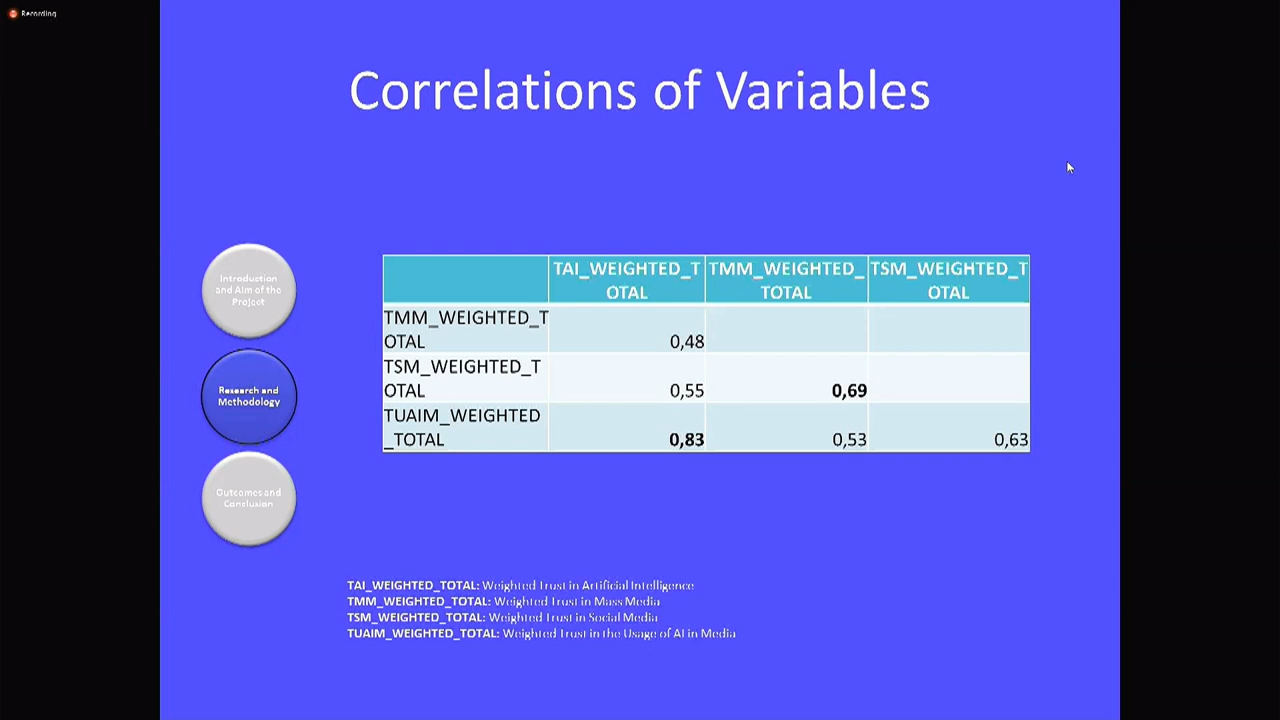 Recording
Correlations of Variables
Introduction
and Aim of the
Project
Research and
Methodology
Outcomes and
Conclusion
TAI_WEIGHTED_T
OTAL
TMM_WEIGHTED_
TOTAL
TSM_WEIGHTED_T
OTAL
TMM_WEIGHTED_T
OTAL
0,48
TSM_WEIGHTED_T
OTAL
0,55
0,69
TUAIM_WEIGHTED
_TOTAL
0,83
0,53
0,63
TAI_WEIGHTED_TOTAL: Weighted Trust in Artificial Intelligence
TMM_WEIGHTED_TOTAL: Weighted Trust in Mass Media
TSM_WEIGHTED_TOTAL: Weighted Trust in Social Media
TUAIM_WEIGHTED_TOTAL: Weighted Trust in the Usage of AI in Media